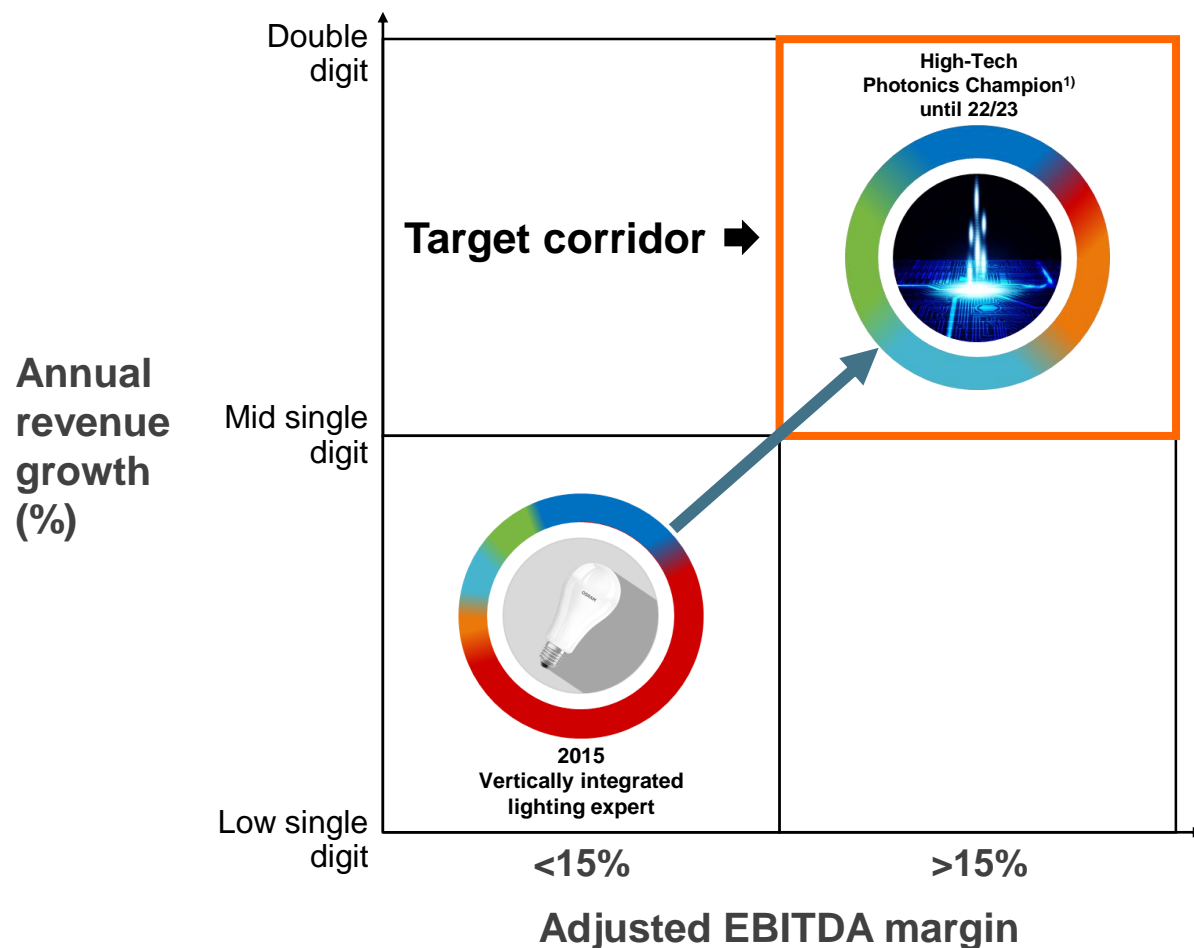 Double
digit
High-Tech
Photonics Champion1)
until 22/23
Target corridor
Annual
revenue
growth
(%)
Mid single
digit
OSRAM
2015
Vertically integrated
lighting expert
Low single
digit
<15%
>15%
Adjusted EBITDA margin